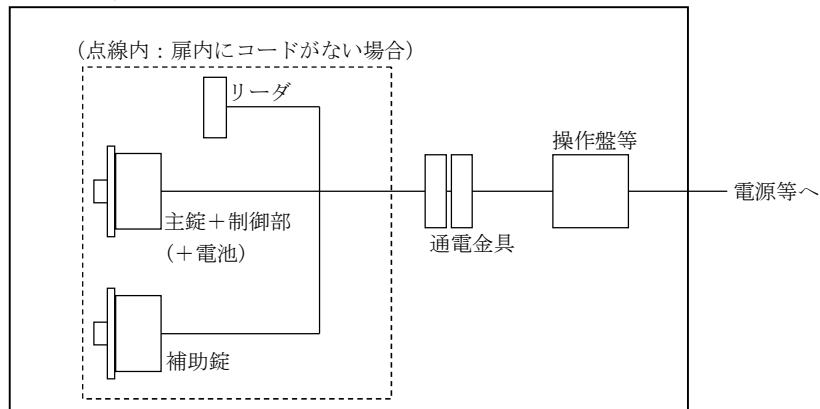 （点線内：扉内にコードがない場合）
リーダ
操作盤等
電源等へ
主錠＋制御部
（＋電池）
通電金具
補助錠